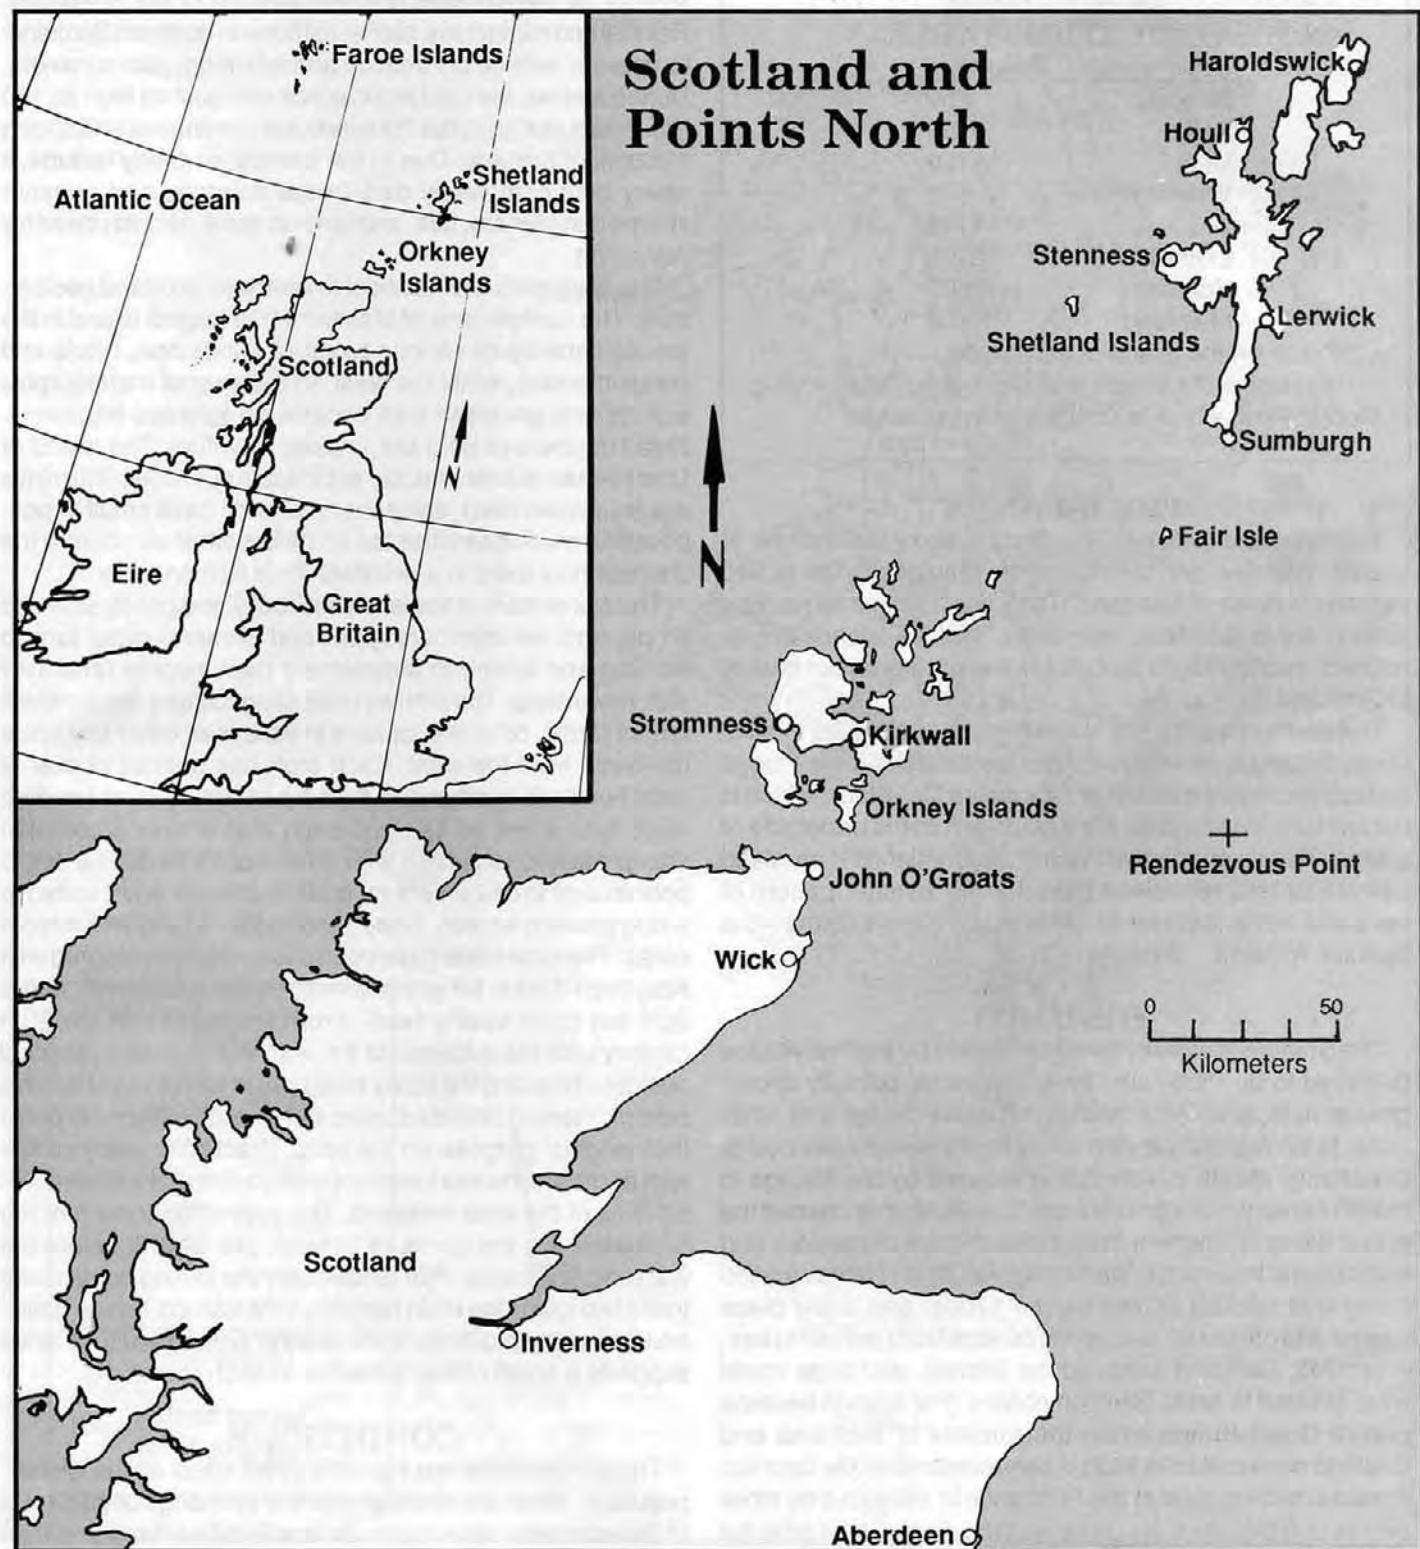 Scotland and
Points North
Faroe Islands
Atlantic Ocean
Shetland
Islands
Orkney
Islands
Scotland
N
Eire
Great
Britain
Haroldswick
Houll
Stenness
Lerwick
Shetland Islands
Sumburgh
N
Fair Isle
Stromness
Kirkwall
Orkney Islands
Rendezvous Point
John O'Groats
Wick
0 50
Kilometers
Scotland
Inverness
Aberdeen